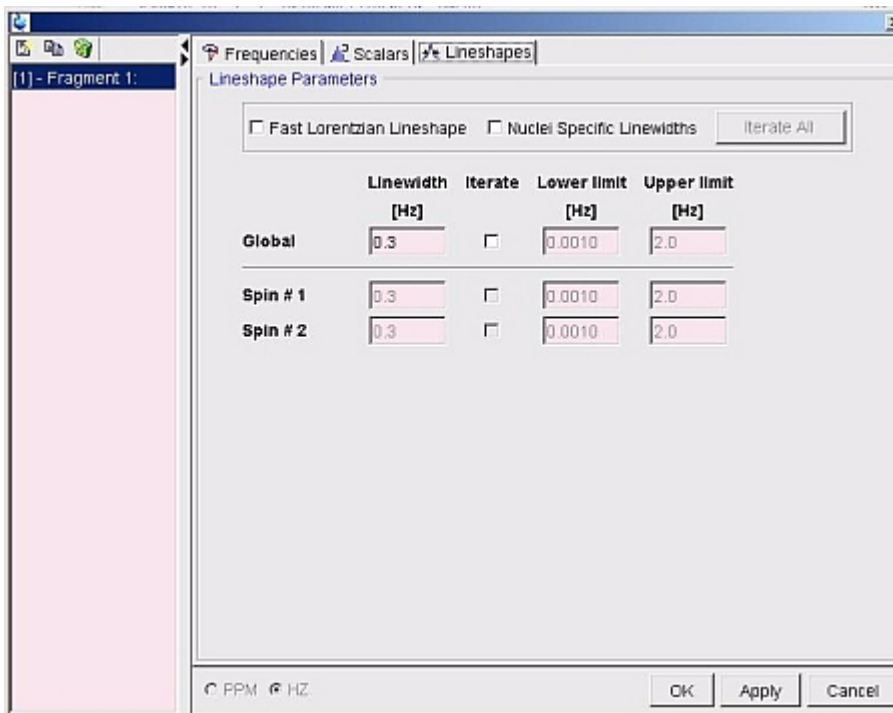 Frequencies Scalars Lineshapes
[1] - Fragment 1:
Lineshape Parameters
Fast Lorentzian Lineshape Nuclei Specific Linewidths Iterate All
Linewidth Iterate Lower limit Upper limit
[Hz] [Hz] [Hz]
Global 0.3 0.0010 2.0
Spin # 1 0.3 0.0010 2.0
Spin # 2 0.3 0.0010 2.0
PPM HZ OK Apply Cancel